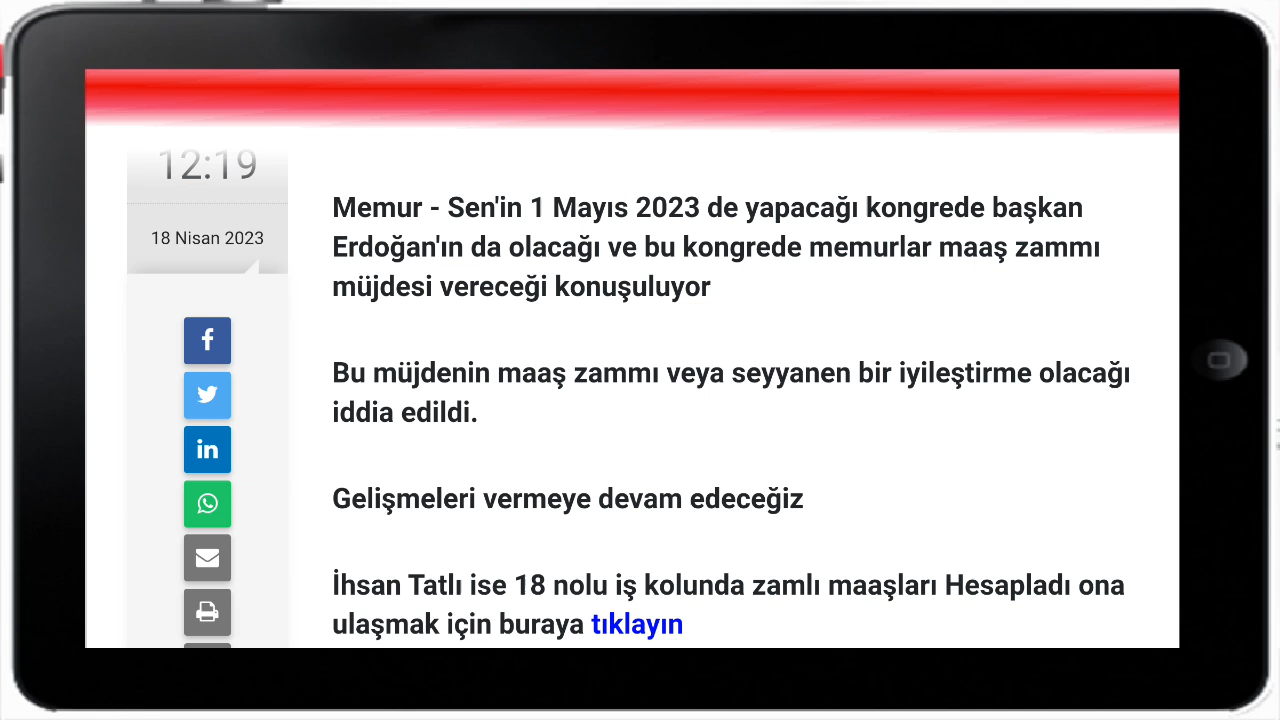 12:19
18 Nisan 2023
Memur - Sen'in 1 Mayıs 2023 de yapacağı kongrede başkan
Erdoğan'ın da olacağı ve bu kongrede memurlar maaş zammı
müjdesi vereceği konuşuluyor
Bu müjdenin maaş zammı veya seyyanen bir iyileştirme olacağı
iddia edildi.
Gelişmeleri vermeye devam edeceğiz
İhsan Tatlı ise 18 nolu iş kolunda zamlı maaşları Hesapladı ona
ulaşmak için buraya tıklayın